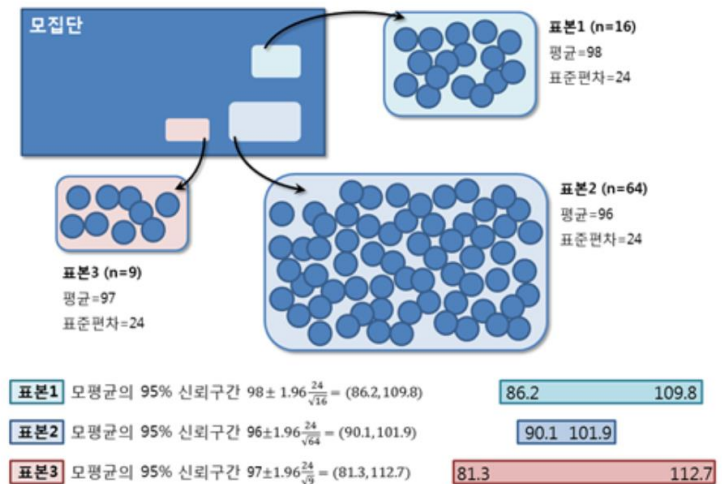 모집단
표본1 (n=16)
평균=98
표준편차=24
표본2 (n=64)
평균=96
표준편차=24
표본3 (n=9)
평균=97
표준편차=24
표본1 모평균의 95% 신뢰구간 98± 1.96 24/√16 = (86.2, 109.8) 86.2 109.8
표본2 모평균의 95% 신뢰구간 96±1.96 24/√64 = (90.1, 101.9) 90.1 101.9
표본3 모평균의 95% 신뢰구간 97±1.96 24/√9 = (81.3, 112.7) 81.3 112.7